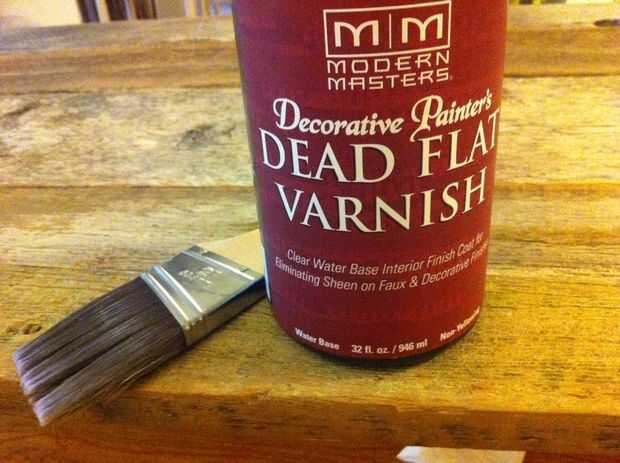 M|M
MODERN
MASTERS®
Decorative Painter's
DEAD FLAT
VARNISH
Clear Water Base Interior Finish Coat for
Eliminating Sheen on Faux & Decorative
Water Base 32 fl. oz. / 946 ml